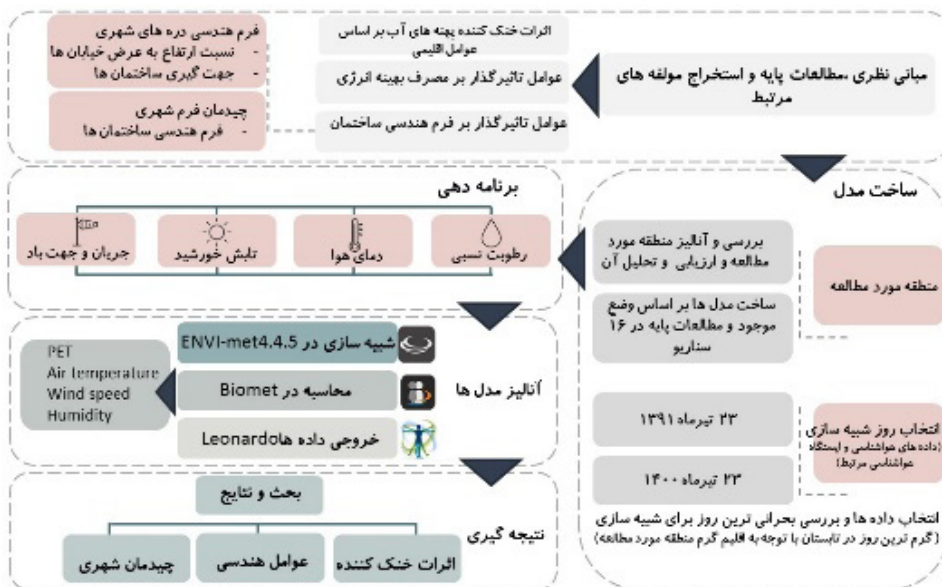 مبانی نظری ،مطالعات پایه و استخراج مولفه های
مرتبط
اثرات خنک کننده پهنه های آب بر اساس
عوامل اقلیمی
عوامل تاثیرگذار بر مصرف بهینه انرژی
عوامل تاثیرگذار بر فرم هندسی ساختمان
فرم هندسی دره های شهری
- نسبت ارتفاع به عرض خیابان ها
- جهت گیری ساختمان ها
چیدمان فرم شهری
- فرم هندسی ساختمان ها
ساخت مدل
منطقه مورد مطالعه
بررسی و آنالیز منطقه مورد
مطالعه و ارزیابی و تحلیل آن
ساخت مدل ها بر اساس وضع
موجود و مطالعات پایه در ۱۶
سناریو
انتخاب روز شبیه سازی
(داده های هواشناسی و ایستگاه
هواشناسی مرتبط)
۲۳ تیرماه ۱۳۹۱
۲۳ تیرماه ۱۴۰۰
انتخاب داده ها و بررسی بحرانی ترین روز برای شبیه سازی
(گرم ترین روز در تابستان با توجه به اقلیم گرم منطقه مورد مطالعه)
برنامه دهی
رطوبت نسبی
دمای هوا
تابش خورشید
جریان و جهت باد
آنالیز مدل ها
شبیه سازی در ENVI-met4.4.5
محاسبه در Biomet
خروجی داده هاLeonardo
PET
Air temperature
Wind speed
Humidity
نتیجه گیری
بحث و نتایج
اثرات خنک کننده
عوامل هندسی
چیدمان شهری